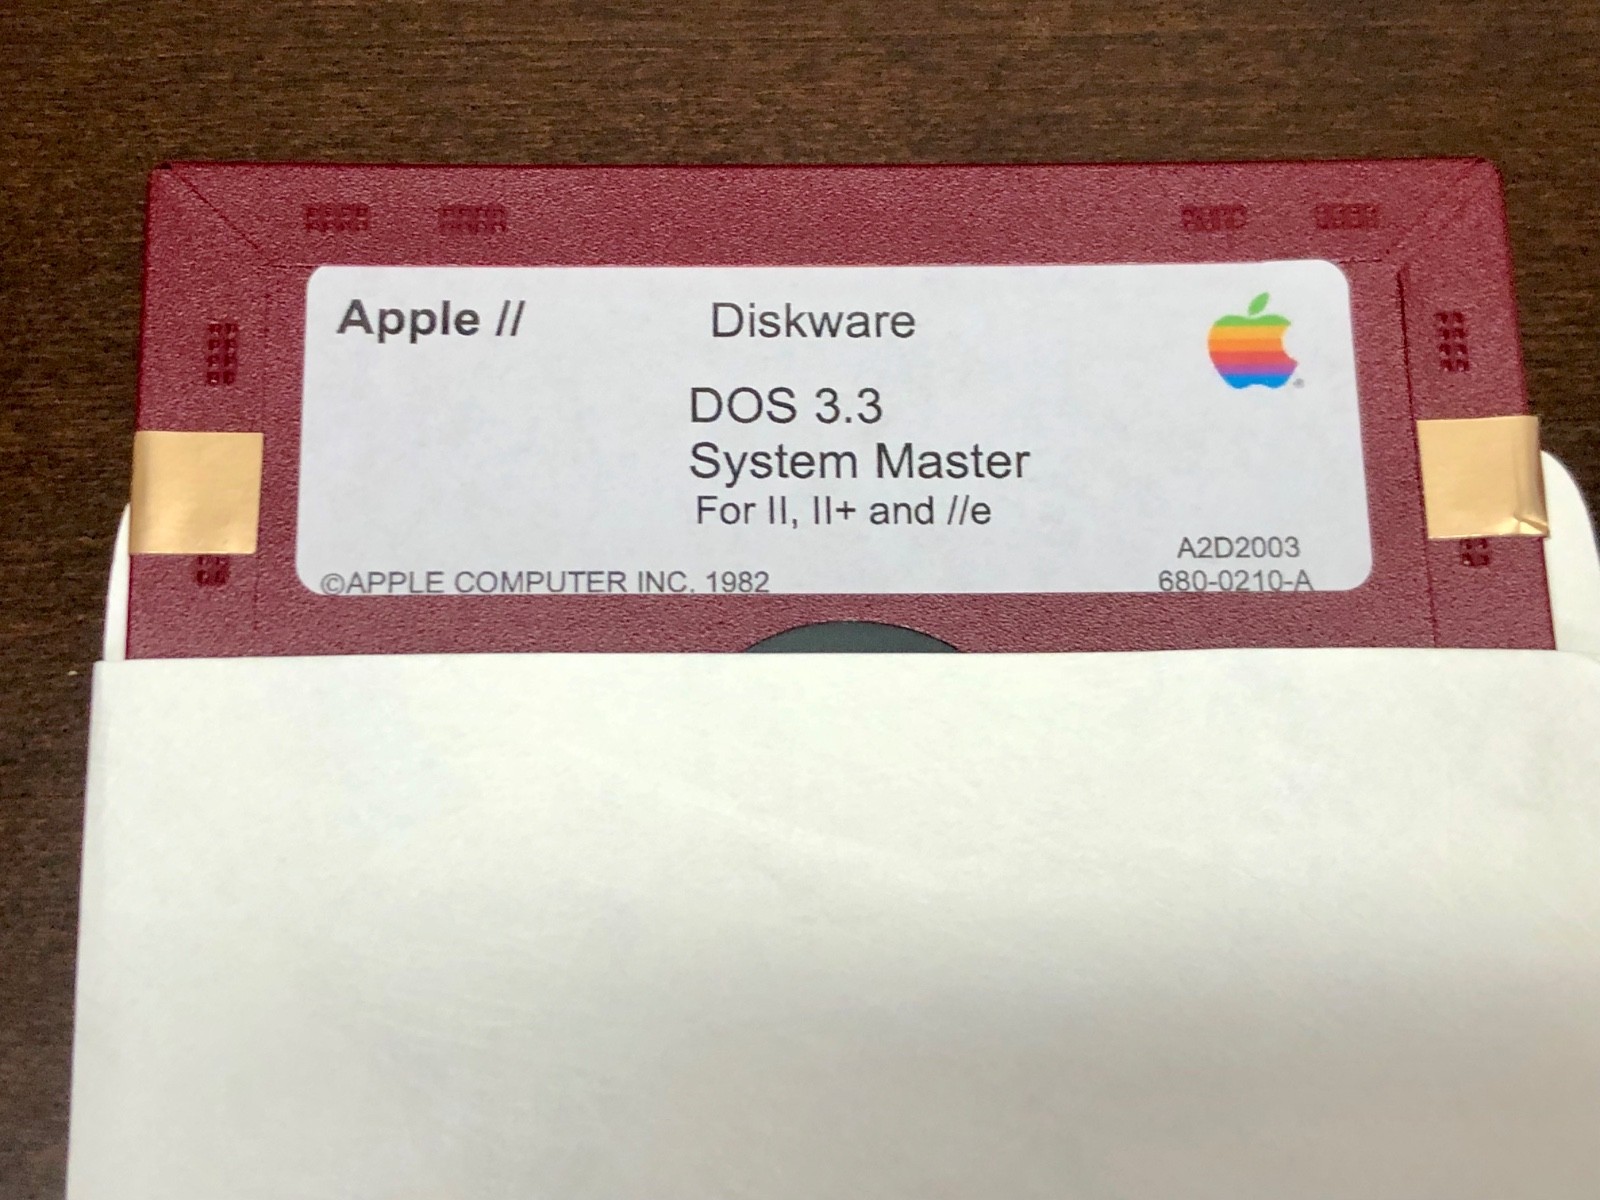 Apple // Diskware
DOS 3.3
System Master
For II, II+ and //e
A2D2003
©APPLE COMPUTER INC. 1982 680-0210-A